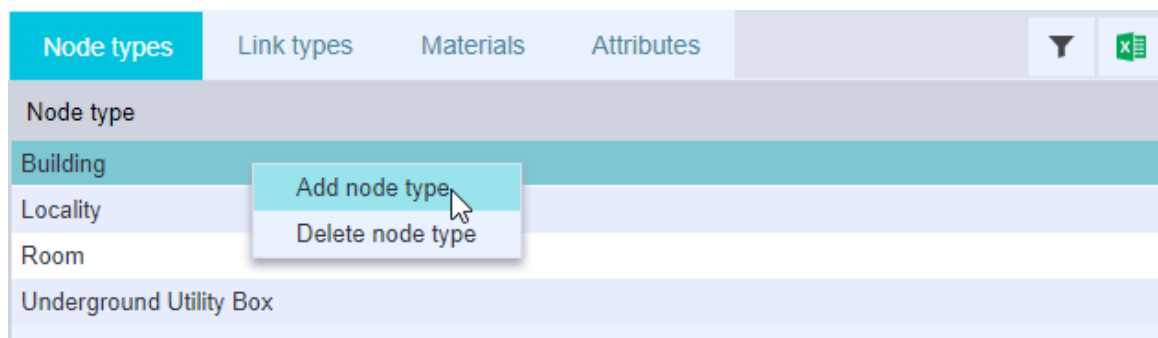 Node types Link types Materials Attributes
Node type
Building
Add node type
Locality
Delete node type
Room
Underground Utility Box